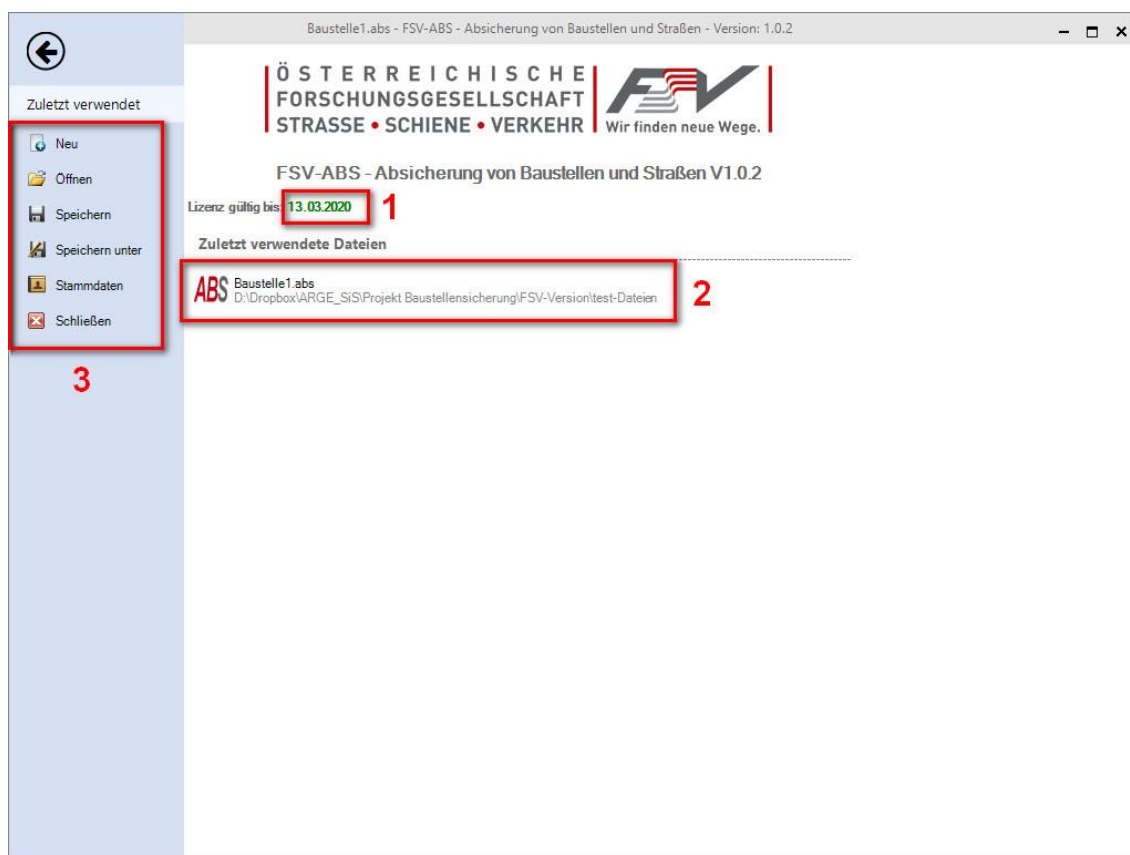 Baustelle1.abs - FSV-ABS - Absicherung von Baustellen und Straßen - Version: 1.0.2
Zuletzt verwendet
Neu
Öffnen
Speichern
Speichern unter
Stammdaten
Schließen
3
ÖSTERREICHISCHE
FORSCHUNGSGESELLSCHAFT
STRASSE • SCHIENE • VERKEHR
FSV
Wir finden neue Wege.
FSV-ABS - Absicherung von Baustellen und Straßen V1.0.2
Lizenz gültig bis: 13.03.2020
1
Zuletzt verwendete Dateien
ABS
Baustelle1.abs
D:\Dropbox\ARGE_SiS\Projekt Baustellensicherung\FSV-Version\test-Dateien
2